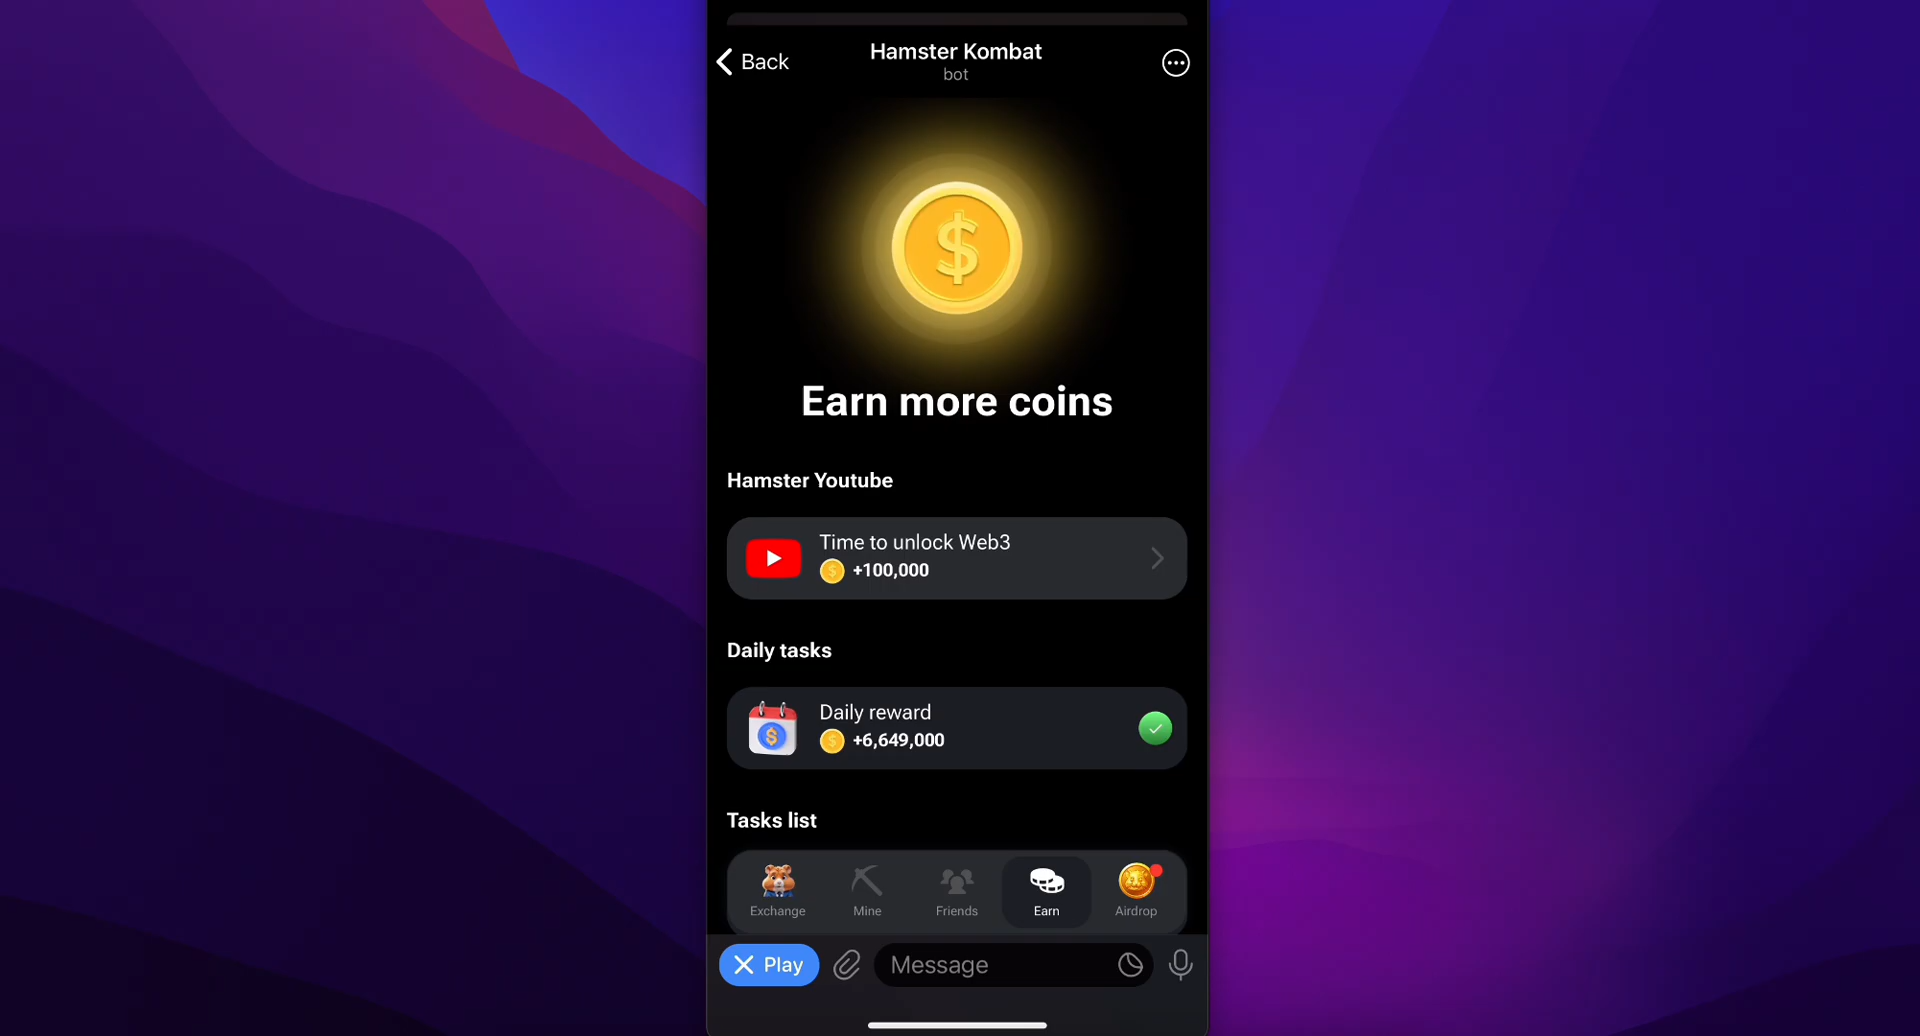 Back
Hamster Kombat
bot
Earn more coins
Hamster Youtube
Time to unlock Web3
+100,000
Daily tasks
Daily reward
+6,649,000
Tasks list
Exchange
Mine
Friends
Earn
Airdrop
Play
Message